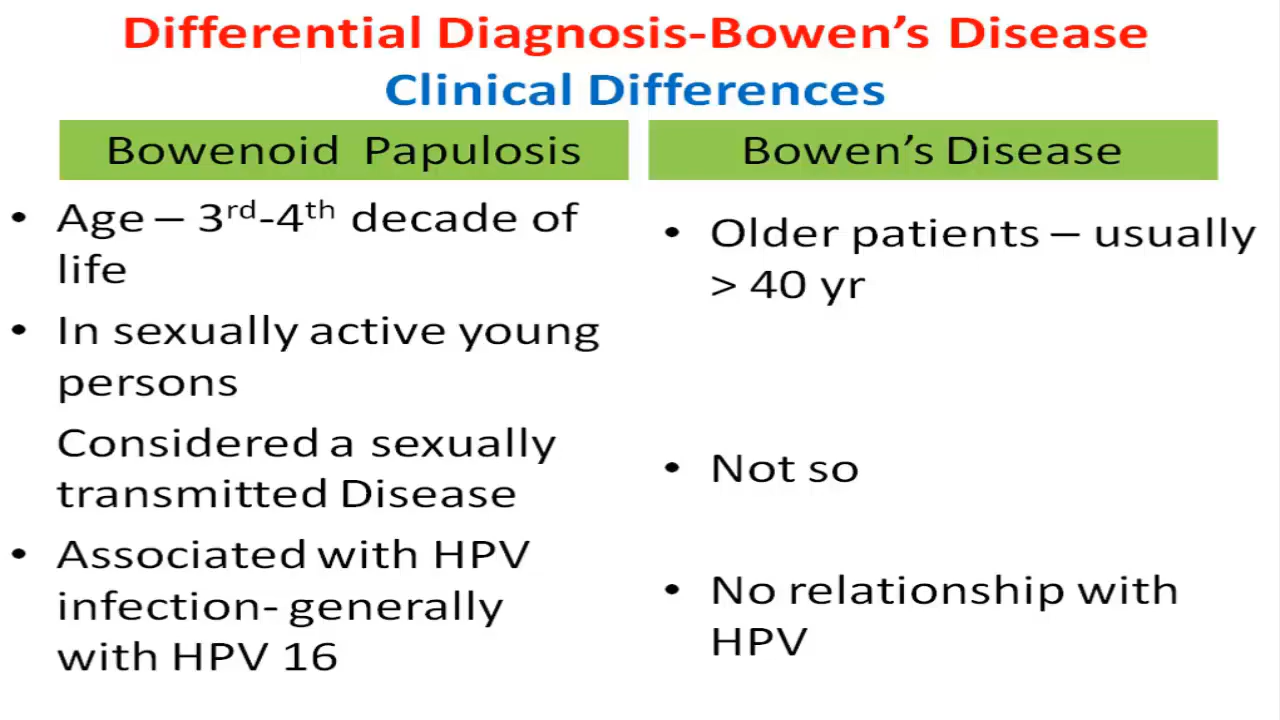 Differential Diagnosis-Bowen’s Disease
Clinical Differences
Bowenoid Papulosis
• Age – 3rd-4th decade of
life
• In sexually active young
persons
Considered a sexually
transmitted Disease
• Associated with HPV
infection- generally
with HPV 16
Bowen’s Disease
• Older patients – usually
> 40 yr
• Not so
• No relationship with
HPV